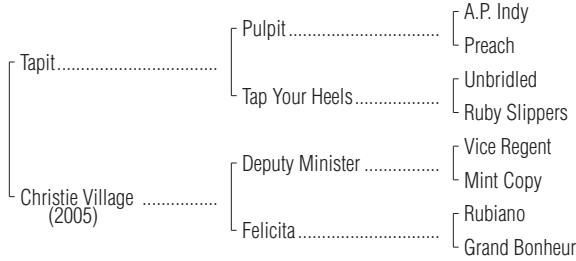 A.P. Indy
Pulpit
Preach
Tapit
Unbridled
Tap Your Heels
Ruby Slippers
Vice Regent
Deputy Minister
Mint Copy
Christie Village
(2005)
Rubiano
Felicita
Grand Bonheur